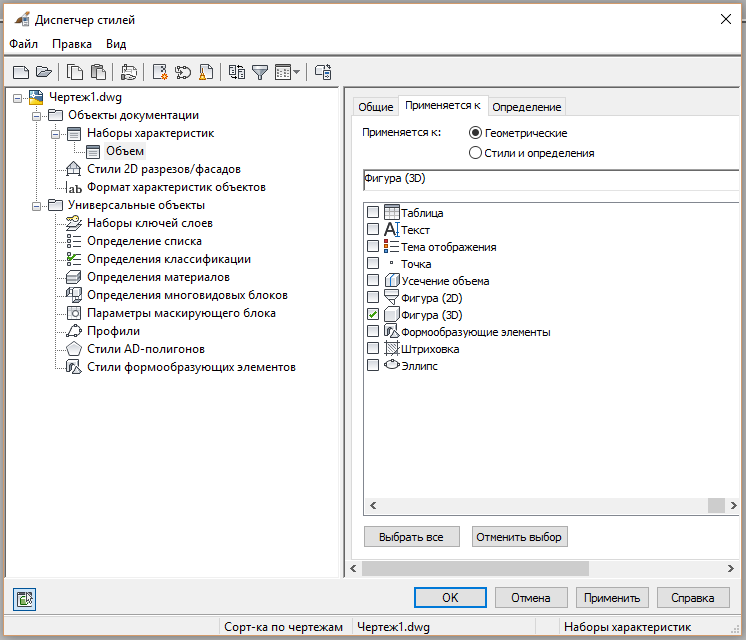 Диспетчер стилей
Файл Правка Вид
Чертеж1.dwg
Объекты документации
Наборы характеристик
Объем
Стили 2D разрезов/фасадов
Формат характеристик объектов
Универсальные объекты
Наборы ключей слоев
Определение списка
Определения классификации
Определения материалов
Определения многовидовых блоков
Параметры маскирующего блока
Профили
Стили AD-полигонов
Стили формообразующих элементов
Общие Применяется к Определение
Применяется к: Геометрические
Стили и определения
Фигура (3D)
Таблица
Текст
Тема отображения
Точка
Усечение объема
Фигура (2D)
Фигура (3D)
Формообразующие элементы
Штриховка
Эллипс
Выбрать все Отменить выбор
OK Отмена Применить Справка
Сорт-ка по чертежам Чертеж1.dwg Наборы характеристик